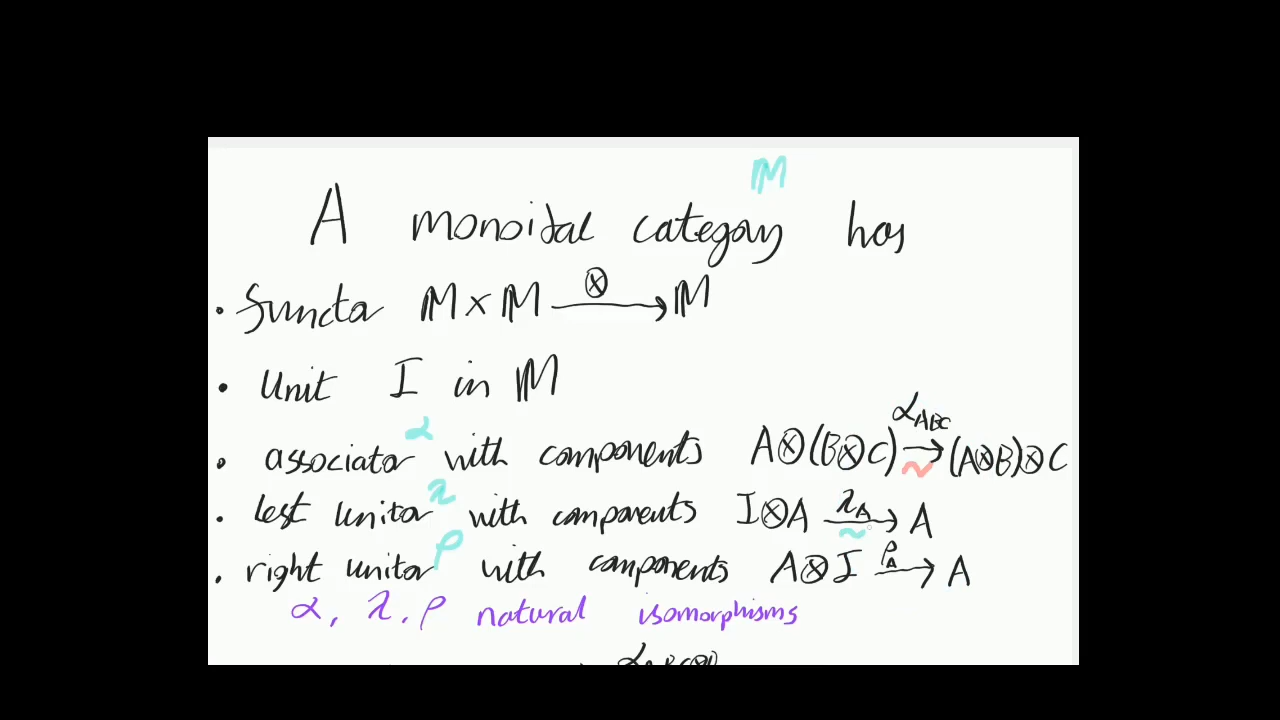 M
A monoidal category has
• Functor M × M —⊗→ M
• Unit I in M
• associator α with components A⊗(B⊗C) —α_ABC→ ~ (A⊗B)⊗C
• left unitor λ with components I⊗A —λ_A→ ~ A
• right unitor ρ with components A⊗I —ρ_A→ A
α, λ, ρ natural isomorphisms